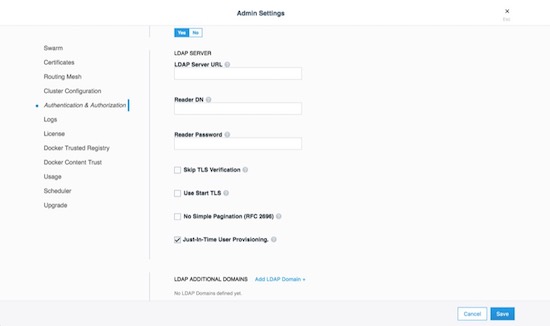 Admin Settings
×
Esc
Yes No
Swarm
Certificates
Routing Mesh
Cluster Configuration
Authentication & Authorization
Logs
License
Docker Trusted Registry
Docker Content Trust
Usage
Scheduler
Upgrade
LDAP SERVER
LDAP Server URL ?
Reader DN ?
Reader Password ?
Skip TLS Verification ?
Use Start TLS ?
No Simple Pagination (RFC 2696) ?
Just-In-Time User Provisioning. ?
LDAP ADDITIONAL DOMAINS Add LDAP Domain +
No LDAP Domains defined yet.
Cancel Save